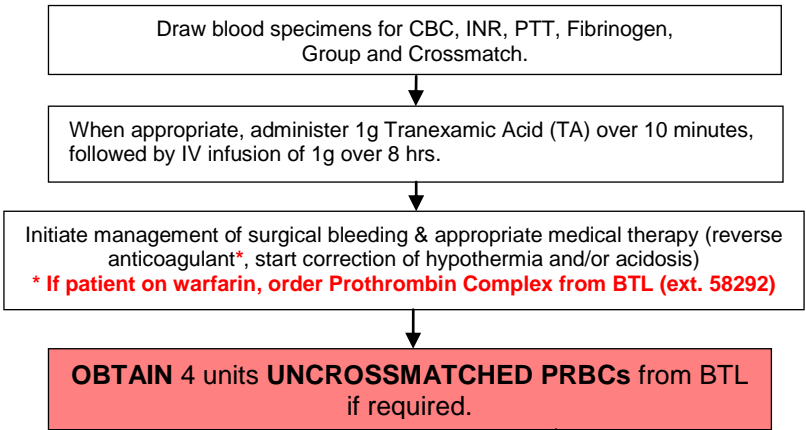 Draw blood specimens for CBC, INR, PTT, Fibrinogen,
Group and Crossmatch.
When appropriate, administer 1g Tranexamic Acid (TA) over 10 minutes,
followed by IV infusion of 1g over 8 hrs.
Initiate management of surgical bleeding & appropriate medical therapy (reverse
anticoagulant*, start correction of hypothermia and/or acidosis)
* If patient on warfarin, order Prothrombin Complex from BTL (ext. 58292)
OBTAIN 4 units UNCROSSMATCHED PRBCs from BTL
if required.